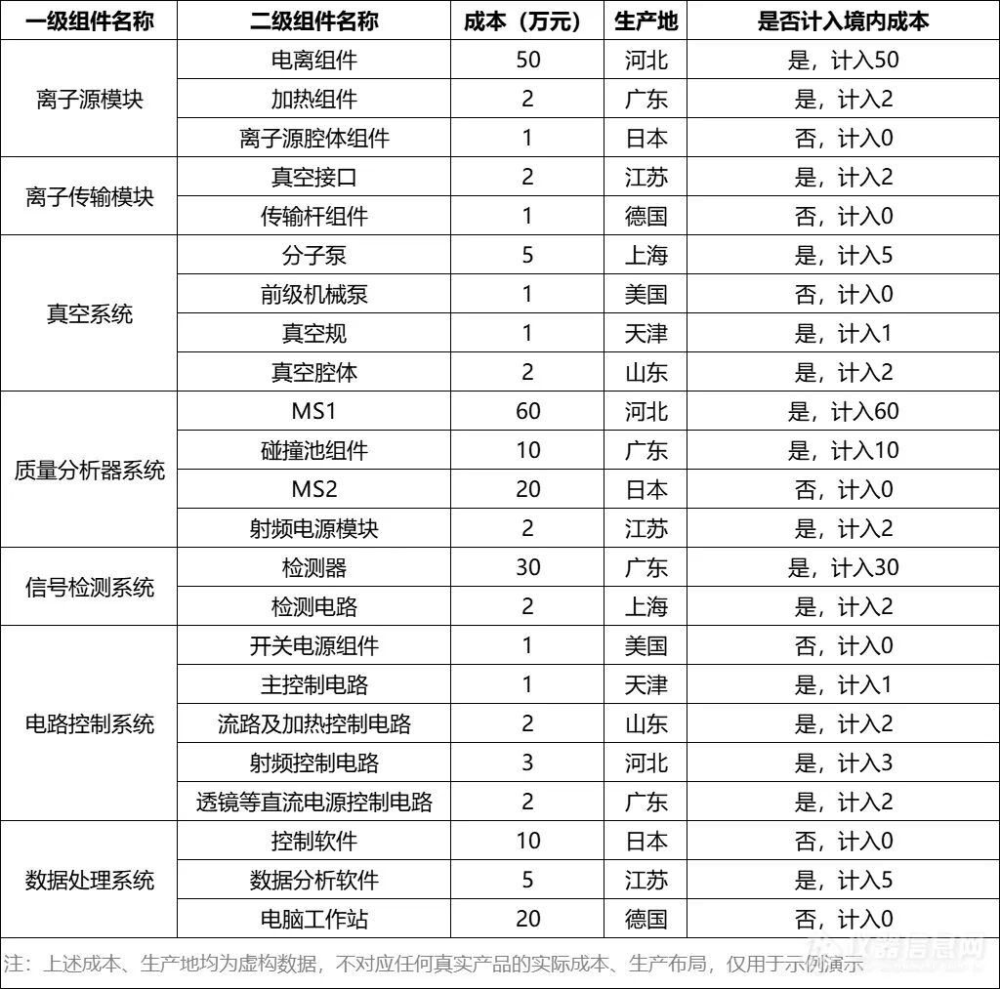 一级组件名称 二级组件名称 成本（万元） 生产地 是否计入境内成本
离子源模块 电离组件 50 河北 是，计入50
加热组件 2 广东 是，计入2
离子源腔体组件 1 日本 否，计入0
离子传输模块 真空接口 2 江苏 是，计入2
传输杆组件 1 德国 否，计入0
真空系统 分子泵 5 上海 是，计入5
前级机械泵 1 美国 否，计入0
真空规 1 天津 是，计入1
真空腔体 2 山东 是，计入2
质量分析器系统 MS1 60 河北 是，计入60
碰撞池组件 10 广东 是，计入10
MS2 20 日本 否，计入0
射频电源模块 2 江苏 是，计入2
信号检测系统 检测器 30 广东 是，计入30
检测电路 2 上海 是，计入2
电路控制系统 开关电源组件 1 美国 否，计入0
主控制电路 1 天津 是，计入1
流路及加热控制电路 2 山东 是，计入2
射频控制电路 3 河北 是，计入3
透镜等直流电源控制电路 2 广东 是，计入2
数据处理系统 控制软件 10 日本 否，计入0
数据分析软件 5 江苏 是，计入5
电脑工作站 20 德国 否，计入0
注：上述成本、生产地均为虚构数据，不对应任何真实产品的实际成本、生产布局，仅用于示例演示
仪器信息网